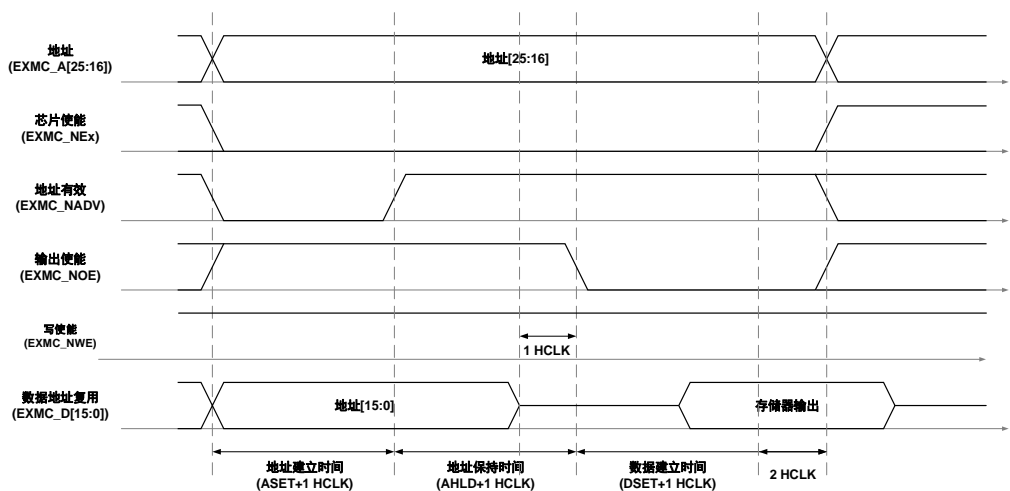 地址
(EXMC_A[25:16])
地址[25:16]
芯片使能
(EXMC_NEx)
地址有效
(EXMC_NADV)
输出使能
(EXMC_NOE)
写使能
(EXMC_NWE)
1 HCLK
数据地址复用
(EXMC_D[15:0])
地址[15:0]
存储器输出
地址建立时间
(ASET+1 HCLK)
地址保持时间
(AHLD+1 HCLK)
数据建立时间
(DSET+1 HCLK)
2 HCLK